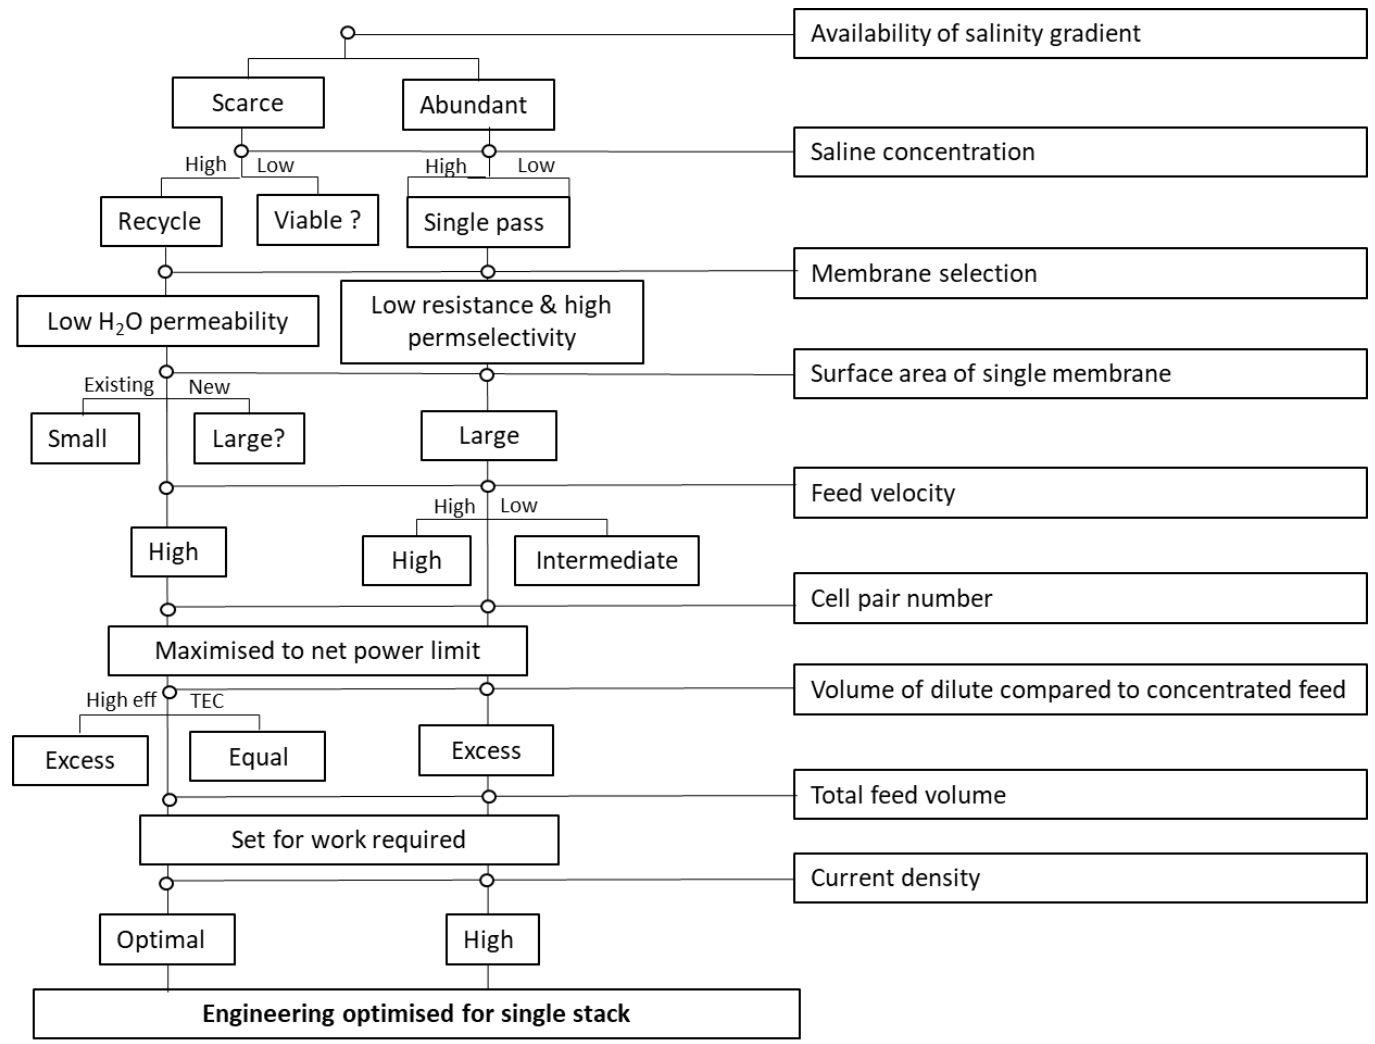 Availability of salinity gradient
Scarce
Abundant
Saline concentration
High
Low
High
Low
Recycle
Viable ?
Single pass
Membrane selection
Low H₂O permeability
Low resistance & high
permselectivity
Surface area of single membrane
Existing
New
Small
Large?
Large
Feed velocity
High
Low
High
High
Intermediate
Cell pair number
Maximised to net power limit
Volume of dilute compared to concentrated feed
High eff
TEC
Excess
Equal
Excess
Total feed volume
Set for work required
Current density
Optimal
High
Engineering optimised for single stack